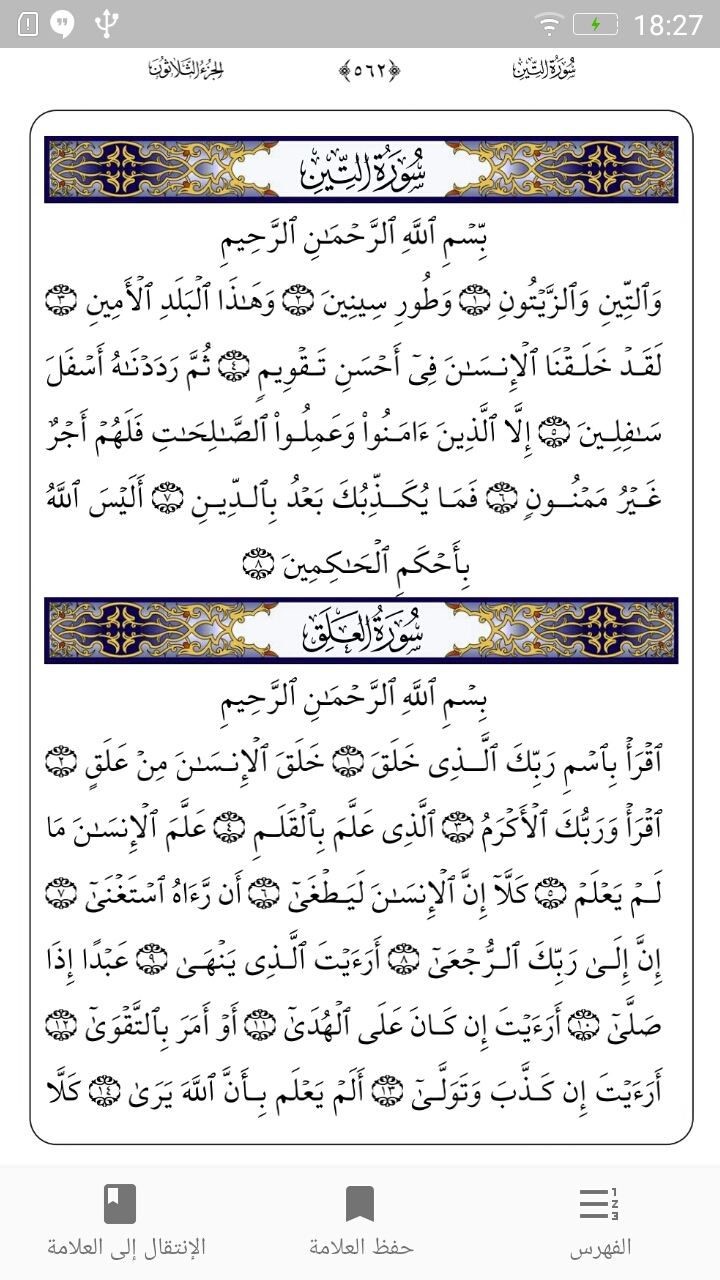 18:27
سُورَةُ التِّينِ ﴿٥٦٢﴾ الجُزءُ الثَّلَاثُونَ
سُورَةُ التِّينِ
بِّسْمِ ٱللَّهِ ٱلرَّحْمَـٰنِ ٱلرَّحِيمِ
وَٱلتِّينِ وَٱلزَّيْتُونِ ١ وَطُورِ سِينِينَ ٢ وَهَـٰذَا ٱلْبَلَدِ ٱلْأَمِينِ ٣
لَقَدْ خَلَقْنَا ٱلْإِنسَـٰنَ فِىٓ أَحْسَنِ تَقْوِيمٍ ٤ ثُمَّ رَدَدْنَـٰهُ أَسْفَلَ
سَـٰفِلِينَ ٥ إِلَّا ٱلَّذِينَ ءَامَنُوا۟ وَعَمِلُوا۟ ٱلصَّـٰلِحَـٰتِ فَلَهُمْ أَجْرٌ
غَيْرُ مَمْنُونٍ ٦ فَمَا يُكَذِّبُكَ بَعْدُ بِٱلدِّينِ ٧ أَلَيْسَ ٱللَّهُ
بِأَحْكَمِ ٱلْحَـٰكِمِينَ ٨
سُورَةُ العَلَقِ
بِسْمِ ٱللَّهِ ٱلرَّحْمَـٰنِ ٱلرَّحِيمِ
ٱقْرَأْ بِٱسْمِ رَبِّكَ ٱلَّذِى خَلَقَ ١ خَلَقَ ٱلْإِنسَـٰنَ مِنْ عَلَقٍ ٢
ٱقْرَأْ وَرَبُّكَ ٱلْأَكْرَمُ ٣ ٱلَّذِى عَلَّمَ بِٱلْقَلَمِ ٤ عَلَّمَ ٱلْإِنسَـٰنَ مَا
لَمْ يَعْلَمْ ٥ كَلَّآ إِنَّ ٱلْإِنسَـٰنَ لَيَطْغَىٰٓ ٦ أَن رَّءَاهُ ٱسْتَغْنَىٰٓ ٧
إِنَّ إِلَىٰ رَبِّكَ ٱلرُّجْعَىٰٓ ٨ أَرَءَيْتَ ٱلَّذِى يَنْهَىٰ ٩ عَبْدًا إِذَا
صَلَّىٰٓ ١٠ أَرَءَيْتَ إِن كَانَ عَلَى ٱلْهُدَىٰٓ ١١ أَوْ أَمَرَ بِٱلتَّقْوَىٰٓ ١٢
أَرَءَيْتَ إِن كَذَّبَ وَتَوَلَّىٰٓ ١٣ أَلَمْ يَعْلَم بِأَنَّ ٱللَّهَ يَرَىٰ ١٤ كَلَّا
الفهرس
حفظ العلامة
الإنتقال إلى العلامة